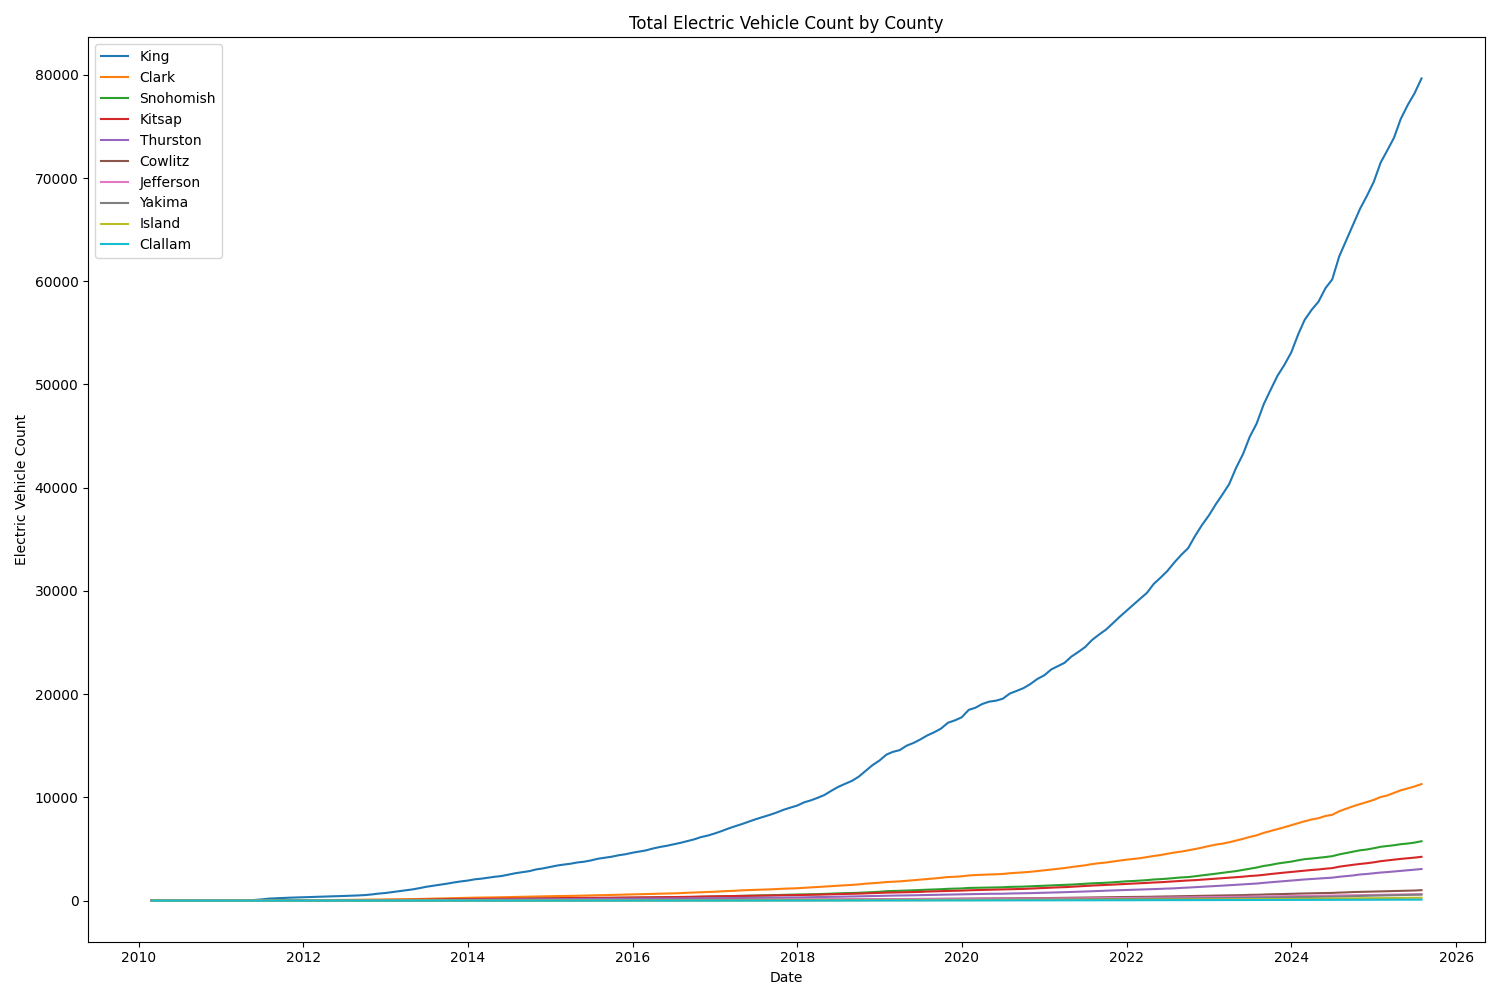 Total Electric Vehicle Count by County
King
Clark
Snohomish
Kitsap
Thurston
Cowlitz
Jefferson
Yakima
Island
Clallam
Electric Vehicle Count
80000
70000
60000
50000
40000
30000
20000
10000
0
2010 2012 2014 2016 2018 2020 2022 2024 2026
Date